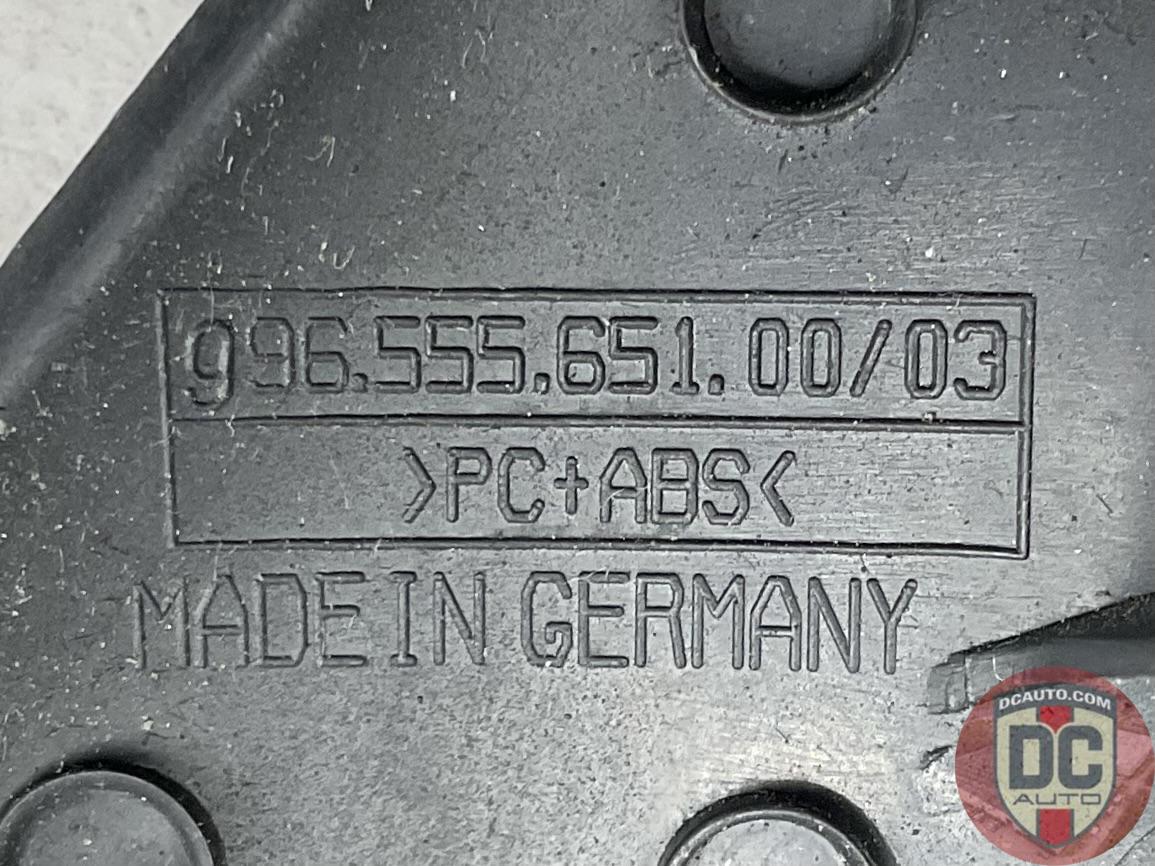 996.555.651.00/03
>PC+ABS<
MADE IN GERMANY
DCAUTO.COM
DC
AUTO